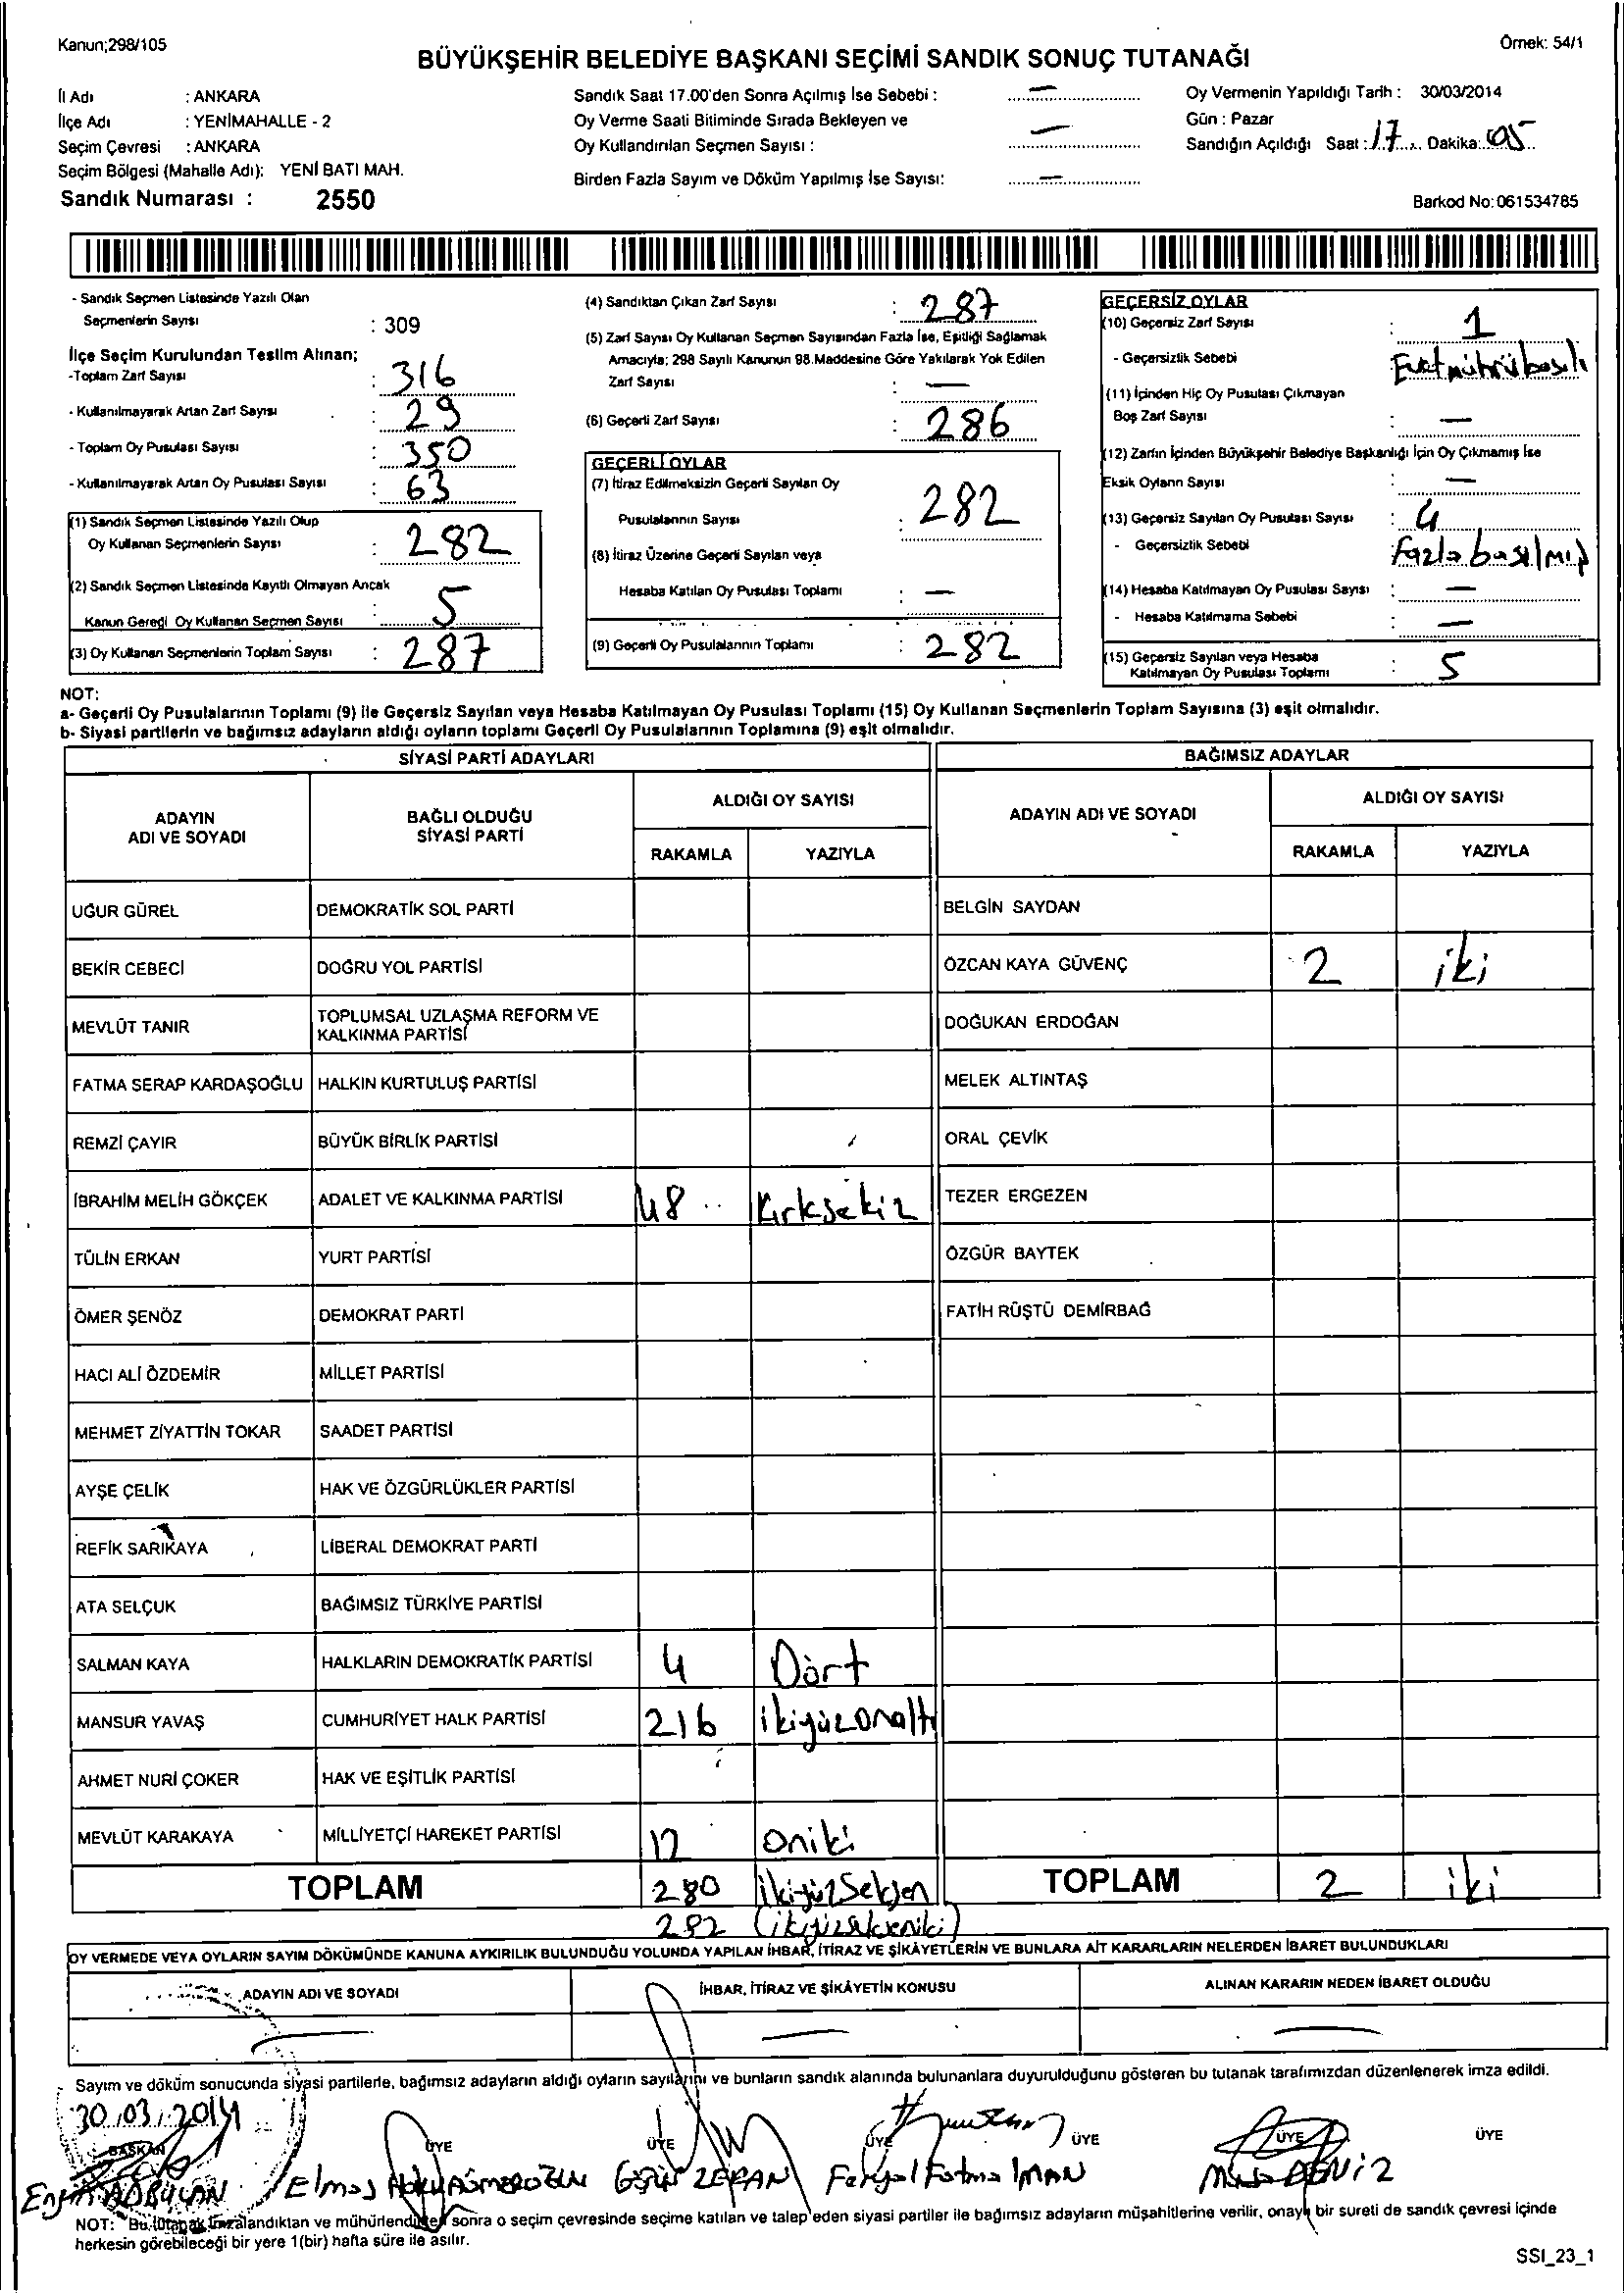 Kanun;298/105
Örnek: 54/1
BÜYÜKŞEHİR BELEDİYE BAŞKANI SEÇİMİ SANDIK SONUÇ TUTANAĞI
İl Adı : ANKARA
İlçe Adı : YENİMAHALLE - 2
Seçim Çevresi : ANKARA
Seçim Bölgesi (Mahalle Adı): YENİ BATI MAH.
Sandık Numarası : 2550
Sandık Saat 17.00'den Sonra Açılmış İse Sebebi : —
Oy Verme Saati Bitiminde Sırada Bekleyen ve
Oy Kullandırılan Seçmen Sayısı : —
Birden Fazla Sayım ve Döküm Yapılmış İse Sayısı: —
Oy Vermenin Yapıldığı Tarih : 30/03/2014
Gün : Pazar
Sandığın Açıldığı Saat : 17 Dakika: 05
Barkod No:061534785
- Sandık Seçmen Listesinde Yazılı Olan
Seçmenlerin Sayısı : 309
İlçe Seçim Kurulundan Teslim Alınan;
-Toplam Zarf Sayısı : 316
- Kullanılmayarak Artan Zarf Sayısı : 29
- Toplam Oy Pusulası Sayısı : 350
- Kullanılmayarak Artan Oy Pusulası Sayısı : 63
(1) Sandık Seçmen Listesinde Yazılı Olup
Oy Kullanan Seçmenlerin Sayısı : 282
(2) Sandık Seçmen Listesinde Kayıtlı Olmayan Ancak
Kanun Gereği Oy Kullanan Seçmen Sayısı : 5
(3) Oy Kullanan Seçmenlerin Toplam Sayısı : 287
(4) Sandıktan Çıkan Zarf Sayısı : 287
(5) Zarf Sayısı Oy Kullanan Seçmen Sayısından Fazla İse, Eşitliği Sağlamak
Amacıyla; 298 Sayılı Kanunun 98.Maddesine Göre Yakılarak Yok Edilen
Zarf Sayısı : —
(6) Geçerli Zarf Sayısı : 286
GEÇERLİ OYLAR
(7) İtiraz Edilmeksizin Geçerli Sayılan Oy
Pusulalarının Sayısı : 282
(8) İtiraz Üzerine Geçerli Sayılan veya
Hesaba Katılan Oy Pusulası Toplamı : —
(9) Geçerli Oy Pusulalarının Toplamı : 282
GEÇERSİZ OYLAR
(10) Geçersiz Zarf Sayısı : 1
- Geçersizlik Sebebi Evet mührü basılı
(11) İçinden Hiç Oy Pusulası Çıkmayan
Boş Zarf Sayısı : —
(12) Zarfın İçinden Büyükşehir Belediye Başkanlığı İçin Oy Çıkmamış İse
Eksik Oyların Sayısı : —
(13) Geçersiz Sayılan Oy Pusulası Sayısı : 4
- Geçersizlik Sebebi Fazla basılmış
(14) Hesaba Katılmayan Oy Pusulası Sayısı : —
- Hesaba Katılmama Sebebi : —
(15) Geçersiz Sayılan veya Hesaba
Katılmayan Oy Pusulası Toplamı : 5
NOT:
a- Geçerli Oy Pusulalarının Toplamı (9) ile Geçersiz Sayılan veya Hesaba Katılmayan Oy Pusulası Toplamı (15) Oy Kullanan Seçmenlerin Toplam Sayısına (3) eşit olmalıdır.
b- Siyasi partilerin ve bağımsız adayların aldığı oyların toplamı Geçerli Oy Pusulalarının Toplamına (9) eşit olmalıdır.
SİYASİ PARTİ ADAYLARI
ADAYIN
ADI VE SOYADI
BAĞLI OLDUĞU
SİYASİ PARTİ
ALDIĞI OY SAYISI
RAKAMLA YAZIYLA
UĞUR GÜREL DEMOKRATİK SOL PARTİ
BEKİR CEBECİ DOĞRU YOL PARTİSİ
MEVLÜT TANIR TOPLUMSAL UZLAŞMA REFORM VE
KALKINMA PARTİSİ
FATMA SERAP KARDAŞOĞLU HALKIN KURTULUŞ PARTİSİ
REMZİ ÇAYIR BÜYÜK BİRLİK PARTİSİ
İBRAHİM MELİH GÖKÇEK ADALET VE KALKINMA PARTİSİ 48 Kırksekiz
TÜLİN ERKAN YURT PARTİSİ
ÖMER ŞENÖZ DEMOKRAT PARTİ
HACI ALİ ÖZDEMİR MİLLET PARTİSİ
MEHMET ZİYATTİN TOKAR SAADET PARTİSİ
AYŞE ÇELİK HAK VE ÖZGÜRLÜKLER PARTİSİ
REFİK SARIKAYA LİBERAL DEMOKRAT PARTİ
ATA SELÇUK BAĞIMSIZ TÜRKİYE PARTİSİ
SALMAN KAYA HALKLARIN DEMOKRATİK PARTİSİ 4 Dört
MANSUR YAVAŞ CUMHURİYET HALK PARTİSİ 216 ikiyüzonaltı
AHMET NURİ ÇOKER HAK VE EŞİTLİK PARTİSİ
MEVLÜT KARAKAYA MİLLİYETÇİ HAREKET PARTİSİ 12 oniki
TOPLAM 280 ikiyüzSeksen
282 (ikiyüzsekseniki)
BAĞIMSIZ ADAYLAR
ADAYIN ADI VE SOYADI
ALDIĞI OY SAYISI
RAKAMLA YAZIYLA
BELGİN SAYDAN
ÖZCAN KAYA GÜVENÇ 2 iki
DOĞUKAN ERDOĞAN
MELEK ALTINTAŞ
ORAL ÇEVİK
TEZER ERGEZEN
ÖZGÜR BAYTEK
FATİH RÜŞTÜ DEMİRBAĞ
TOPLAM 2 iki
OY VERMEDE VEYA OYLARIN SAYIM DÖKÜMÜNDE KANUNA AYKIRILIK BULUNDUĞU YOLUNDA YAPILAN İHBAR, İTİRAZ VE ŞİKÂYETLERİN VE BUNLARA AİT KARARLARIN NELERDEN İBARET BULUNDUKLARI
ADAYIN ADI VE SOYADI İHBAR, İTİRAZ VE ŞİKÂYETİN KONUSU ALINAN KARARIN NEDEN İBARET OLDUĞU
— — —
Sayım ve döküm sonucunda siyasi partilerle, bağımsız adayların aldığı oyların sayılarını ve bunların sandık alanında bulunanlara duyurulduğunu gösteren bu tutanak tarafımızdan düzenlenerek imza edildi.
30/03/2014
BAŞKAN ÜYE ÜYE ÜYE ÜYE ÜYE ÜYE
Engin Elmas ZERAN Feryal Fatma İMAN DENİZ
NOT: Bu tutanak imzalandıktan ve mühürlendikten sonra o seçim çevresinde seçime katılan ve talep eden siyasi partiler ile bağımsız adayların müşahitlerine verilir, onaylı bir sureti de sandık çevresi içinde
herkesin görebileceği bir yere 1(bir) hafta süre ile asılır.
SSI_23_1